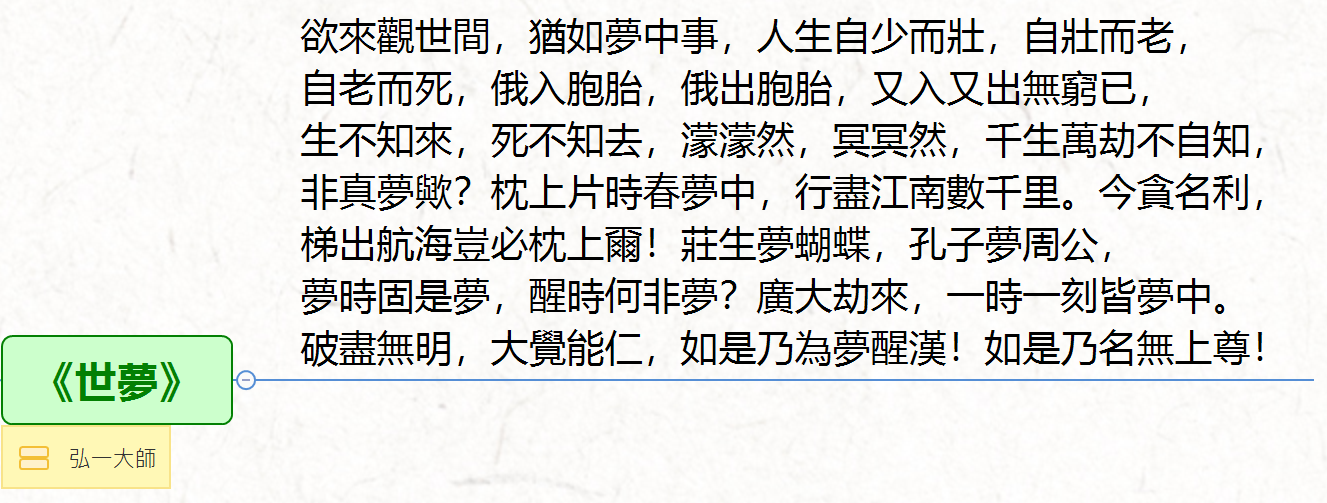 欲來觀世間，猶如夢中事，人生自少而壯，自壯而老，
自老而死，俄入胞胎，俄出胞胎，又入又出無窮已，
生不知來，死不知去，濛濛然，冥冥然，千生萬劫不自知，
非真夢歟？枕上片時春夢中，行盡江南數千里。今貪名利，
梯出航海豈必枕上爾！莊生夢蝴蝶，孔子夢周公，
夢時固是夢，醒時何非夢？廣大劫來，一時一刻皆夢中。
破盡無明，大覺能仁，如是乃為夢醒漢！如是乃名無上尊！
《世夢》
弘一大師